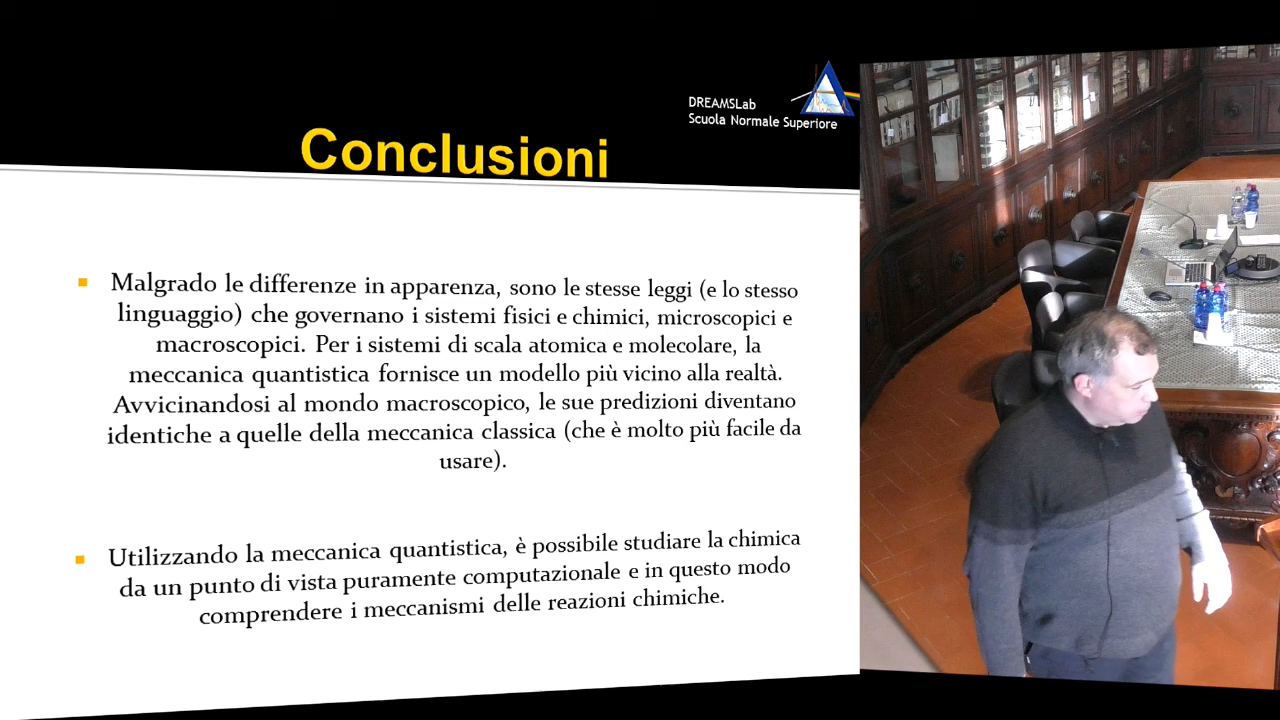 DREAMSLab
Scuola Normale Superiore
Conclusioni
Malgrado le differenze in apparenza, sono le stesse leggi (e lo stesso
linguaggio) che governano i sistemi fisici e chimici, microscopici e
macroscopici. Per i sistemi di scala atomica e molecolare, la
meccanica quantistica fornisce un modello più vicino alla realtà.
Avvicinandosi al mondo macroscopico, le sue predizioni diventano
identiche a quelle della meccanica classica (che è molto più facile da
usare).
Utilizzando la meccanica quantistica, è possibile studiare la chimica
da un punto di vista puramente computazionale e in questo modo
comprendere i meccanismi delle reazioni chimiche.